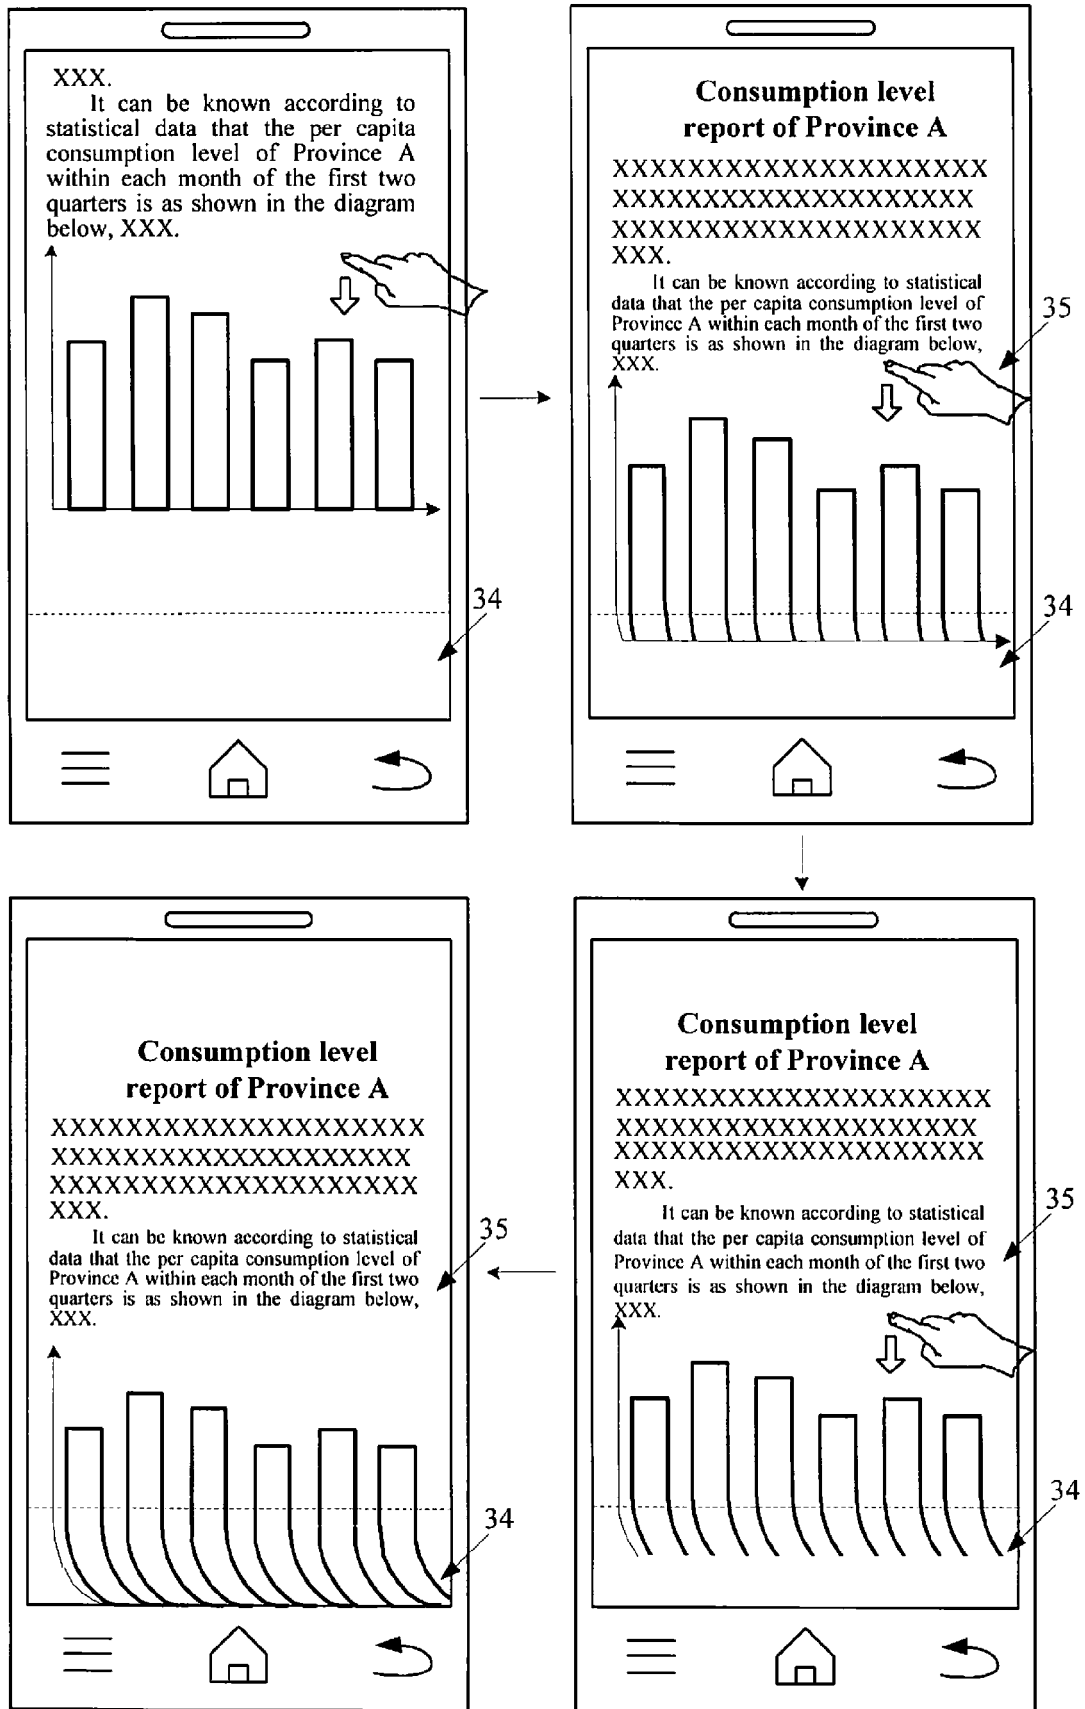 XXX.
It can be known according to
statistical data that the per capita
consumption level of Province A
within each month of the first two
quarters is as shown in the diagram
below, XXX.
34
Consumption level
report of Province A
XXXXXXXXXXXXXXXXXXXX
XXXXXXXXXXXXXXXXXXX
XXXXXXXXXXXXXXXXXXXX
XXX.
It can be known according to statistical
data that the per capita consumption level of
Province A within each month of the first two
quarters is as shown in the diagram below,
XXX.
35
34
Consumption level
report of Province A
XXXXXXXXXXXXXXXXXXXX
XXXXXXXXXXXXXXXXXXX
XXXXXXXXXXXXXXXXXXXX
XXX.
It can be known according to statistical
data that the per capita consumption level of
Province A within each month of the first two
quarters is as shown in the diagram below,
XXX.
35
34
Consumption level
report of Province A
XXXXXXXXXXXXXXXXXXXX
XXXXXXXXXXXXXXXXXXX
XXXXXXXXXXXXXXXXXXXX
XXX.
It can be known according to statistical
data that the per capita consumption level of
Province A within each month of the first two
quarters is as shown in the diagram below,
XXX.
35
34